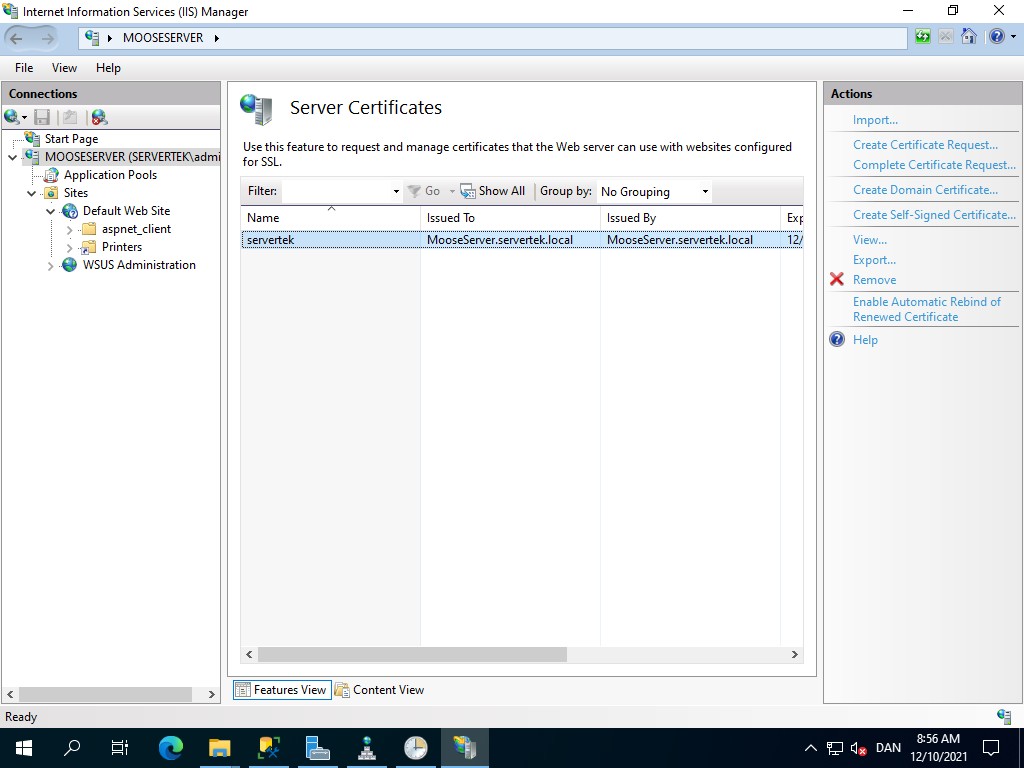 Internet Information Services (IIS) Manager
MOOSESERVER
File View Help
Connections
Start Page
MOOSESERVER (SERVERTEK\admi
Application Pools
Sites
Default Web Site
aspnet_client
Printers
WSUS Administration
Server Certificates
Use this feature to request and manage certificates that the Web server can use with websites configured
for SSL.
Filter: Go Show All Group by: No Grouping
Name Issued To Issued By Exp
servertek MooseServer.servertek.local MooseServer.servertek.local 12/
Features View Content View
Actions
Import...
Create Certificate Request...
Complete Certificate Request...
Create Domain Certificate...
Create Self-Signed Certificate...
View...
Export...
Remove
Enable Automatic Rebind of
Renewed Certificate
Help
Ready
DAN
8:56 AM
12/10/2021